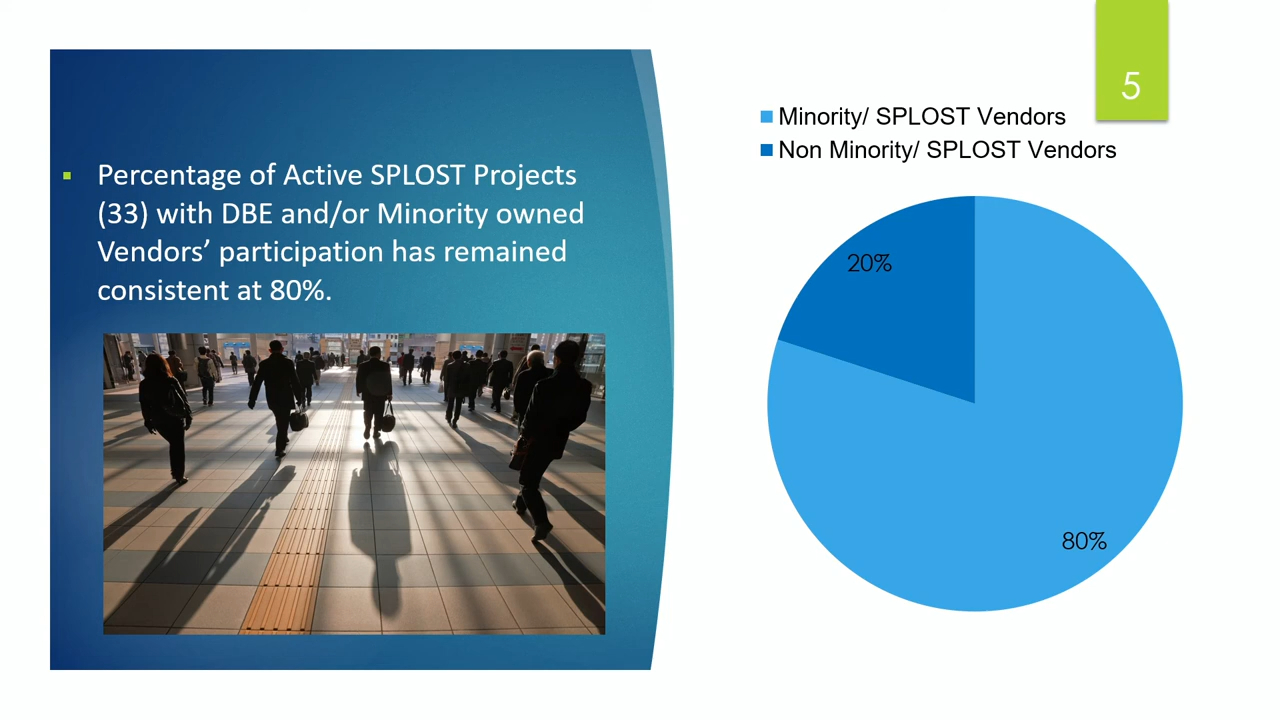 Percentage of Active SPLOST Projects
(33) with DBE and/or Minority owned
Vendors’ participation has remained
consistent at 80%.
5
Minority/ SPLOST Vendors
Non Minority/ SPLOST Vendors
20%
80%